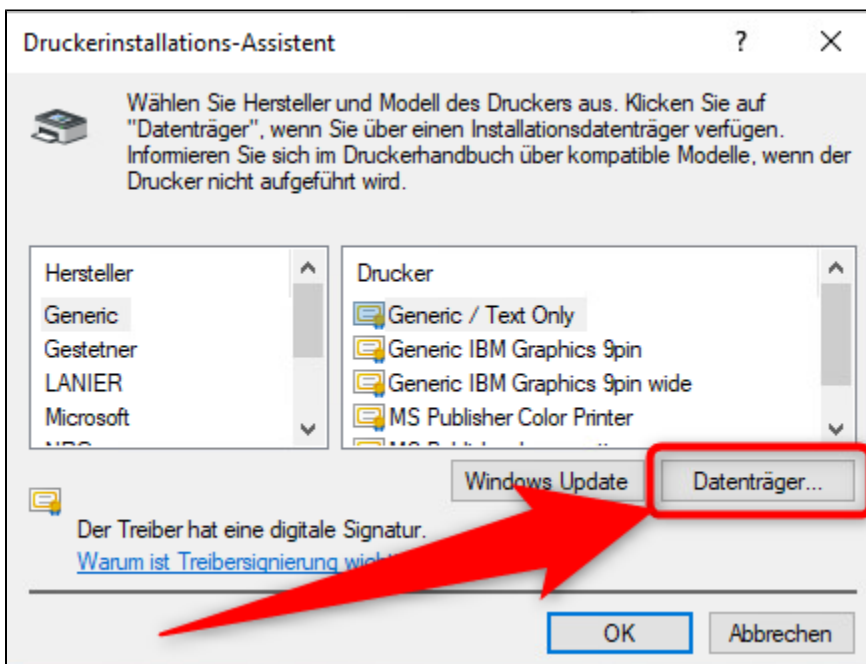 Druckerinstallations-Assistent
Wählen Sie Hersteller und Modell des Druckers aus. Klicken Sie auf
"Datenträger", wenn Sie über einen Installationsdatenträger verfügen.
Informieren Sie sich im Druckerhandbuch über kompatible Modelle, wenn der
Drucker nicht aufgeführt wird.
Hersteller
Generic
Gestetner
LANIER
Microsoft
Drucker
Generic / Text Only
Generic IBM Graphics 9pin
Generic IBM Graphics 9pin wide
MS Publisher Color Printer
Windows Update
Datenträger...
Der Treiber hat eine digitale Signatur.
Warum ist Treibersignierung
OK
Abbrechen